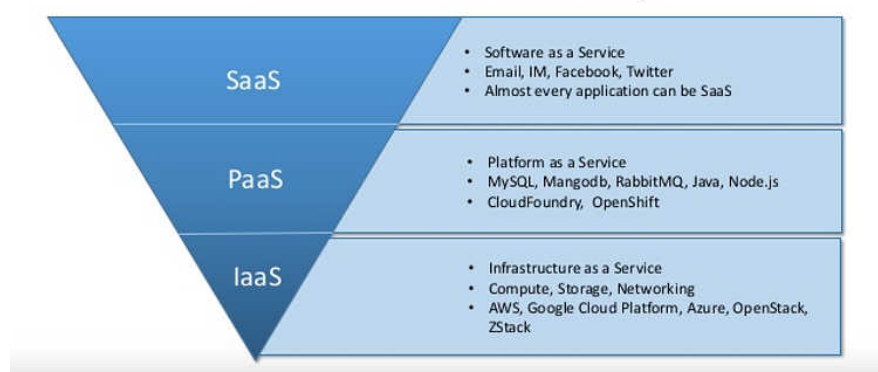 SaaS
• Software as a Service
• Email, IM, Facebook, Twitter
• Almost every application can be SaaS
PaaS
• Platform as a Service
• MySQL, Mangodb, RabbitMQ, Java, Node.js
• CloudFoundry, OpenShift
IaaS
• Infrastructure as a Service
• Compute, Storage, Networking
• AWS, Google Cloud Platform, Azure, OpenStack,
ZStack